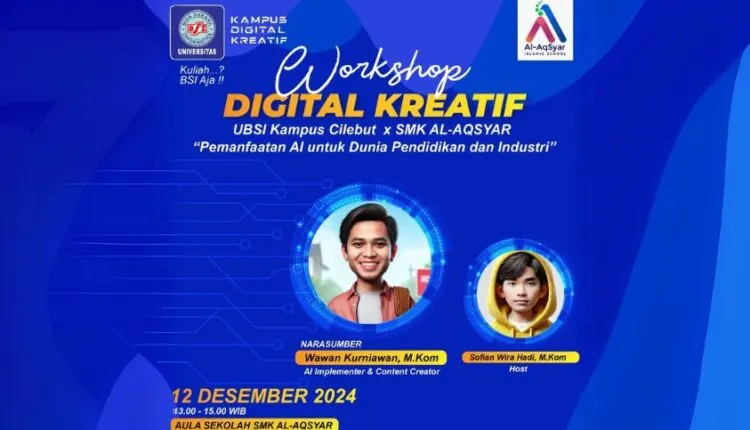 UNIVERSITAS
KAMPUS
DIGITAL
KREATIF
Kuliah...?
BSI Aja !!
Al-AqSyar
ISLAMIC SCHOOL
Workshop
DIGITAL KREATIF
UBSI Kampus Cilebut x SMK AL-AQSYAR
“Pemanfaatan AI untuk Dunia Pendidikan dan Industri”
NARASUMBER
Wawan Kurniawan, M.Kom
AI Implementer & Content Creator
Sofian Wira Hadi, M.Kom
Host
12 DESEMBER 2024
13.00 - 15.00 WIB
AULA SEKOLAH SMK AL-AQSYAR